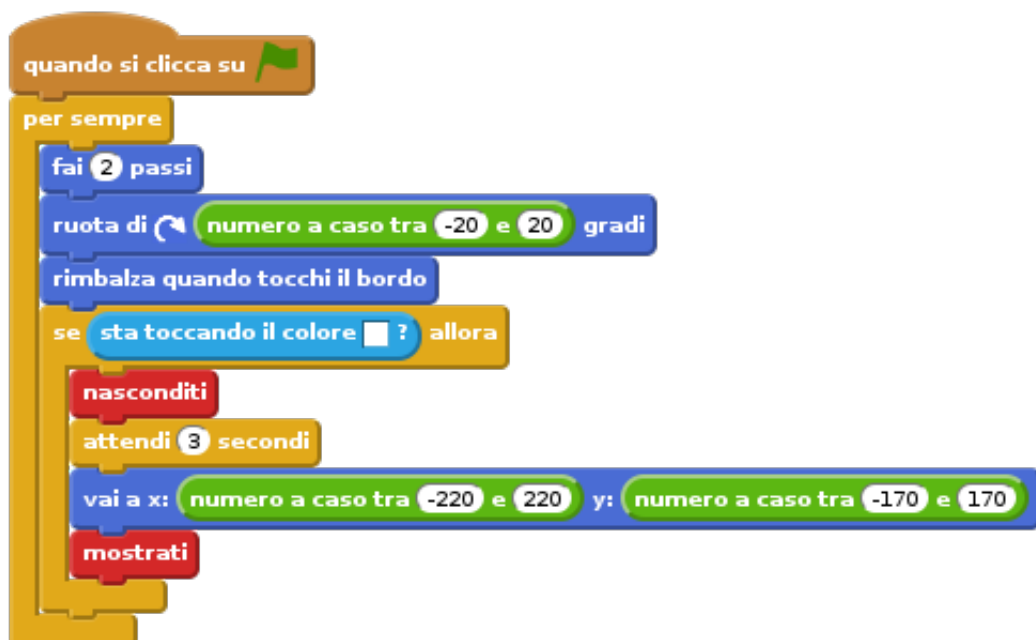 quando si clicca su
per sempre
fai 2 passi
ruota di numero a caso tra -20 e 20 gradi
rimbalza quando tocchi il bordo
se sta toccando il colore ? allora
nasconditi
attendi 3 secondi
vai a x: numero a caso tra -220 e 220 y: numero a caso tra -170 e 170
mostrati